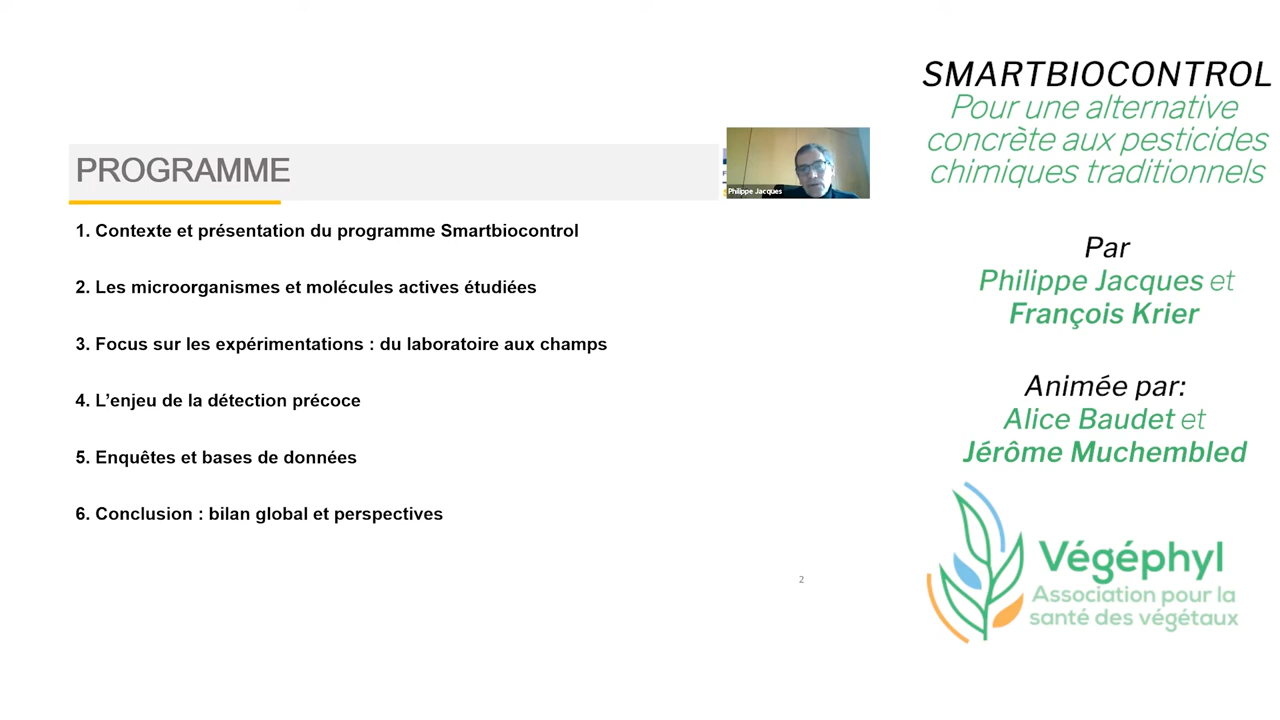 PROGRAMME
Philippe Jacques
1. Contexte et présentation du programme Smartbiocontrol
2. Les microorganismes et molécules actives étudiées
3. Focus sur les expérimentations : du laboratoire aux champs
4. L’enjeu de la détection précoce
5. Enquêtes et bases de données
6. Conclusion : bilan global et perspectives
2
SMARTBIOCONTROL
Pour une alternative
concrète aux pesticides
chimiques traditionnels
Par
Philippe Jacques et
François Krier
Animée par:
Alice Baudet et
Jérôme Muchembled
Végéphyl
Association pour la
santé des végétaux